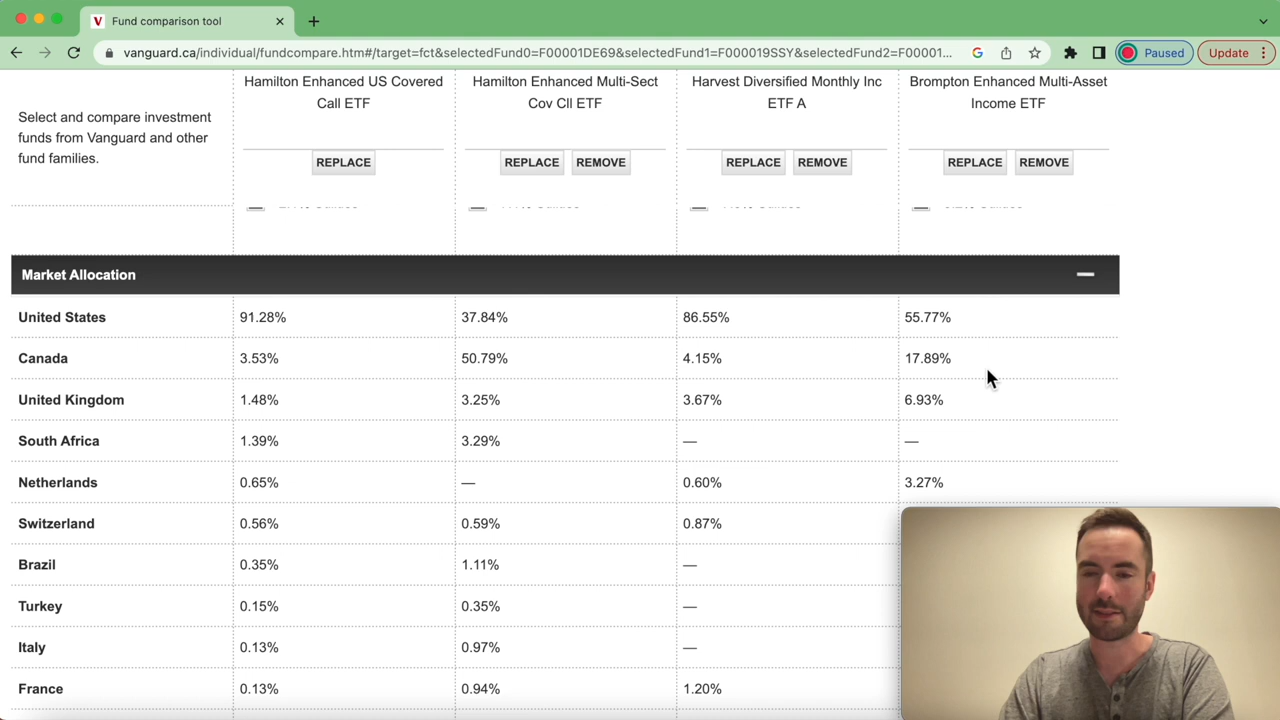 V Fund comparison tool
vanguard.ca/individual/fundcompare.htm#/target=fct&selectedFund0=F00001DE69&selectedFund1=F000019SSY&selectedFund2=F00001... G Paused Update
Hamilton Enhanced US Covered Call ETF
Hamilton Enhanced Multi-Sect Cov Cll ETF
Harvest Diversified Monthly Inc ETF A
Brompton Enhanced Multi-Asset Income ETF
Select and compare investment
funds from Vanguard and other
fund families.
REPLACE REPLACE REMOVE REPLACE REMOVE REPLACE REMOVE
Market Allocation —
United States 91.28% 37.84% 86.55% 55.77%
Canada 3.53% 50.79% 4.15% 17.89%
United Kingdom 1.48% 3.25% 3.67% 6.93%
South Africa 1.39% 3.29% — —
Netherlands 0.65% — 0.60% 3.27%
Switzerland 0.56% 0.59% 0.87%
Brazil 0.35% 1.11% —
Turkey 0.15% 0.35% —
Italy 0.13% 0.97% —
France 0.13% 0.94% 1.20%